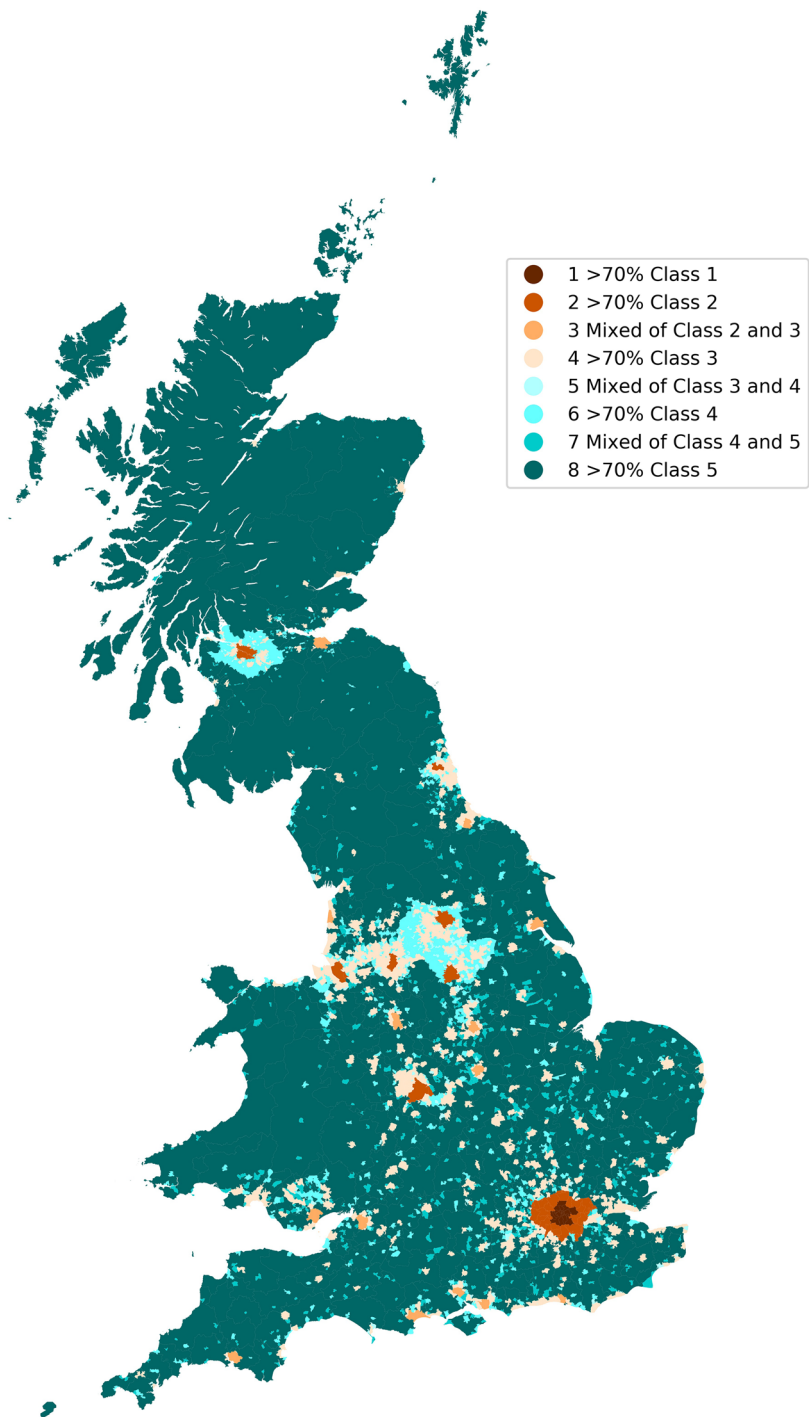 1 >70% Class 1
2 >70% Class 2
3 Mixed of Class 2 and 3
4 >70% Class 3
5 Mixed of Class 3 and 4
6 >70% Class 4
7 Mixed of Class 4 and 5
8 >70% Class 5